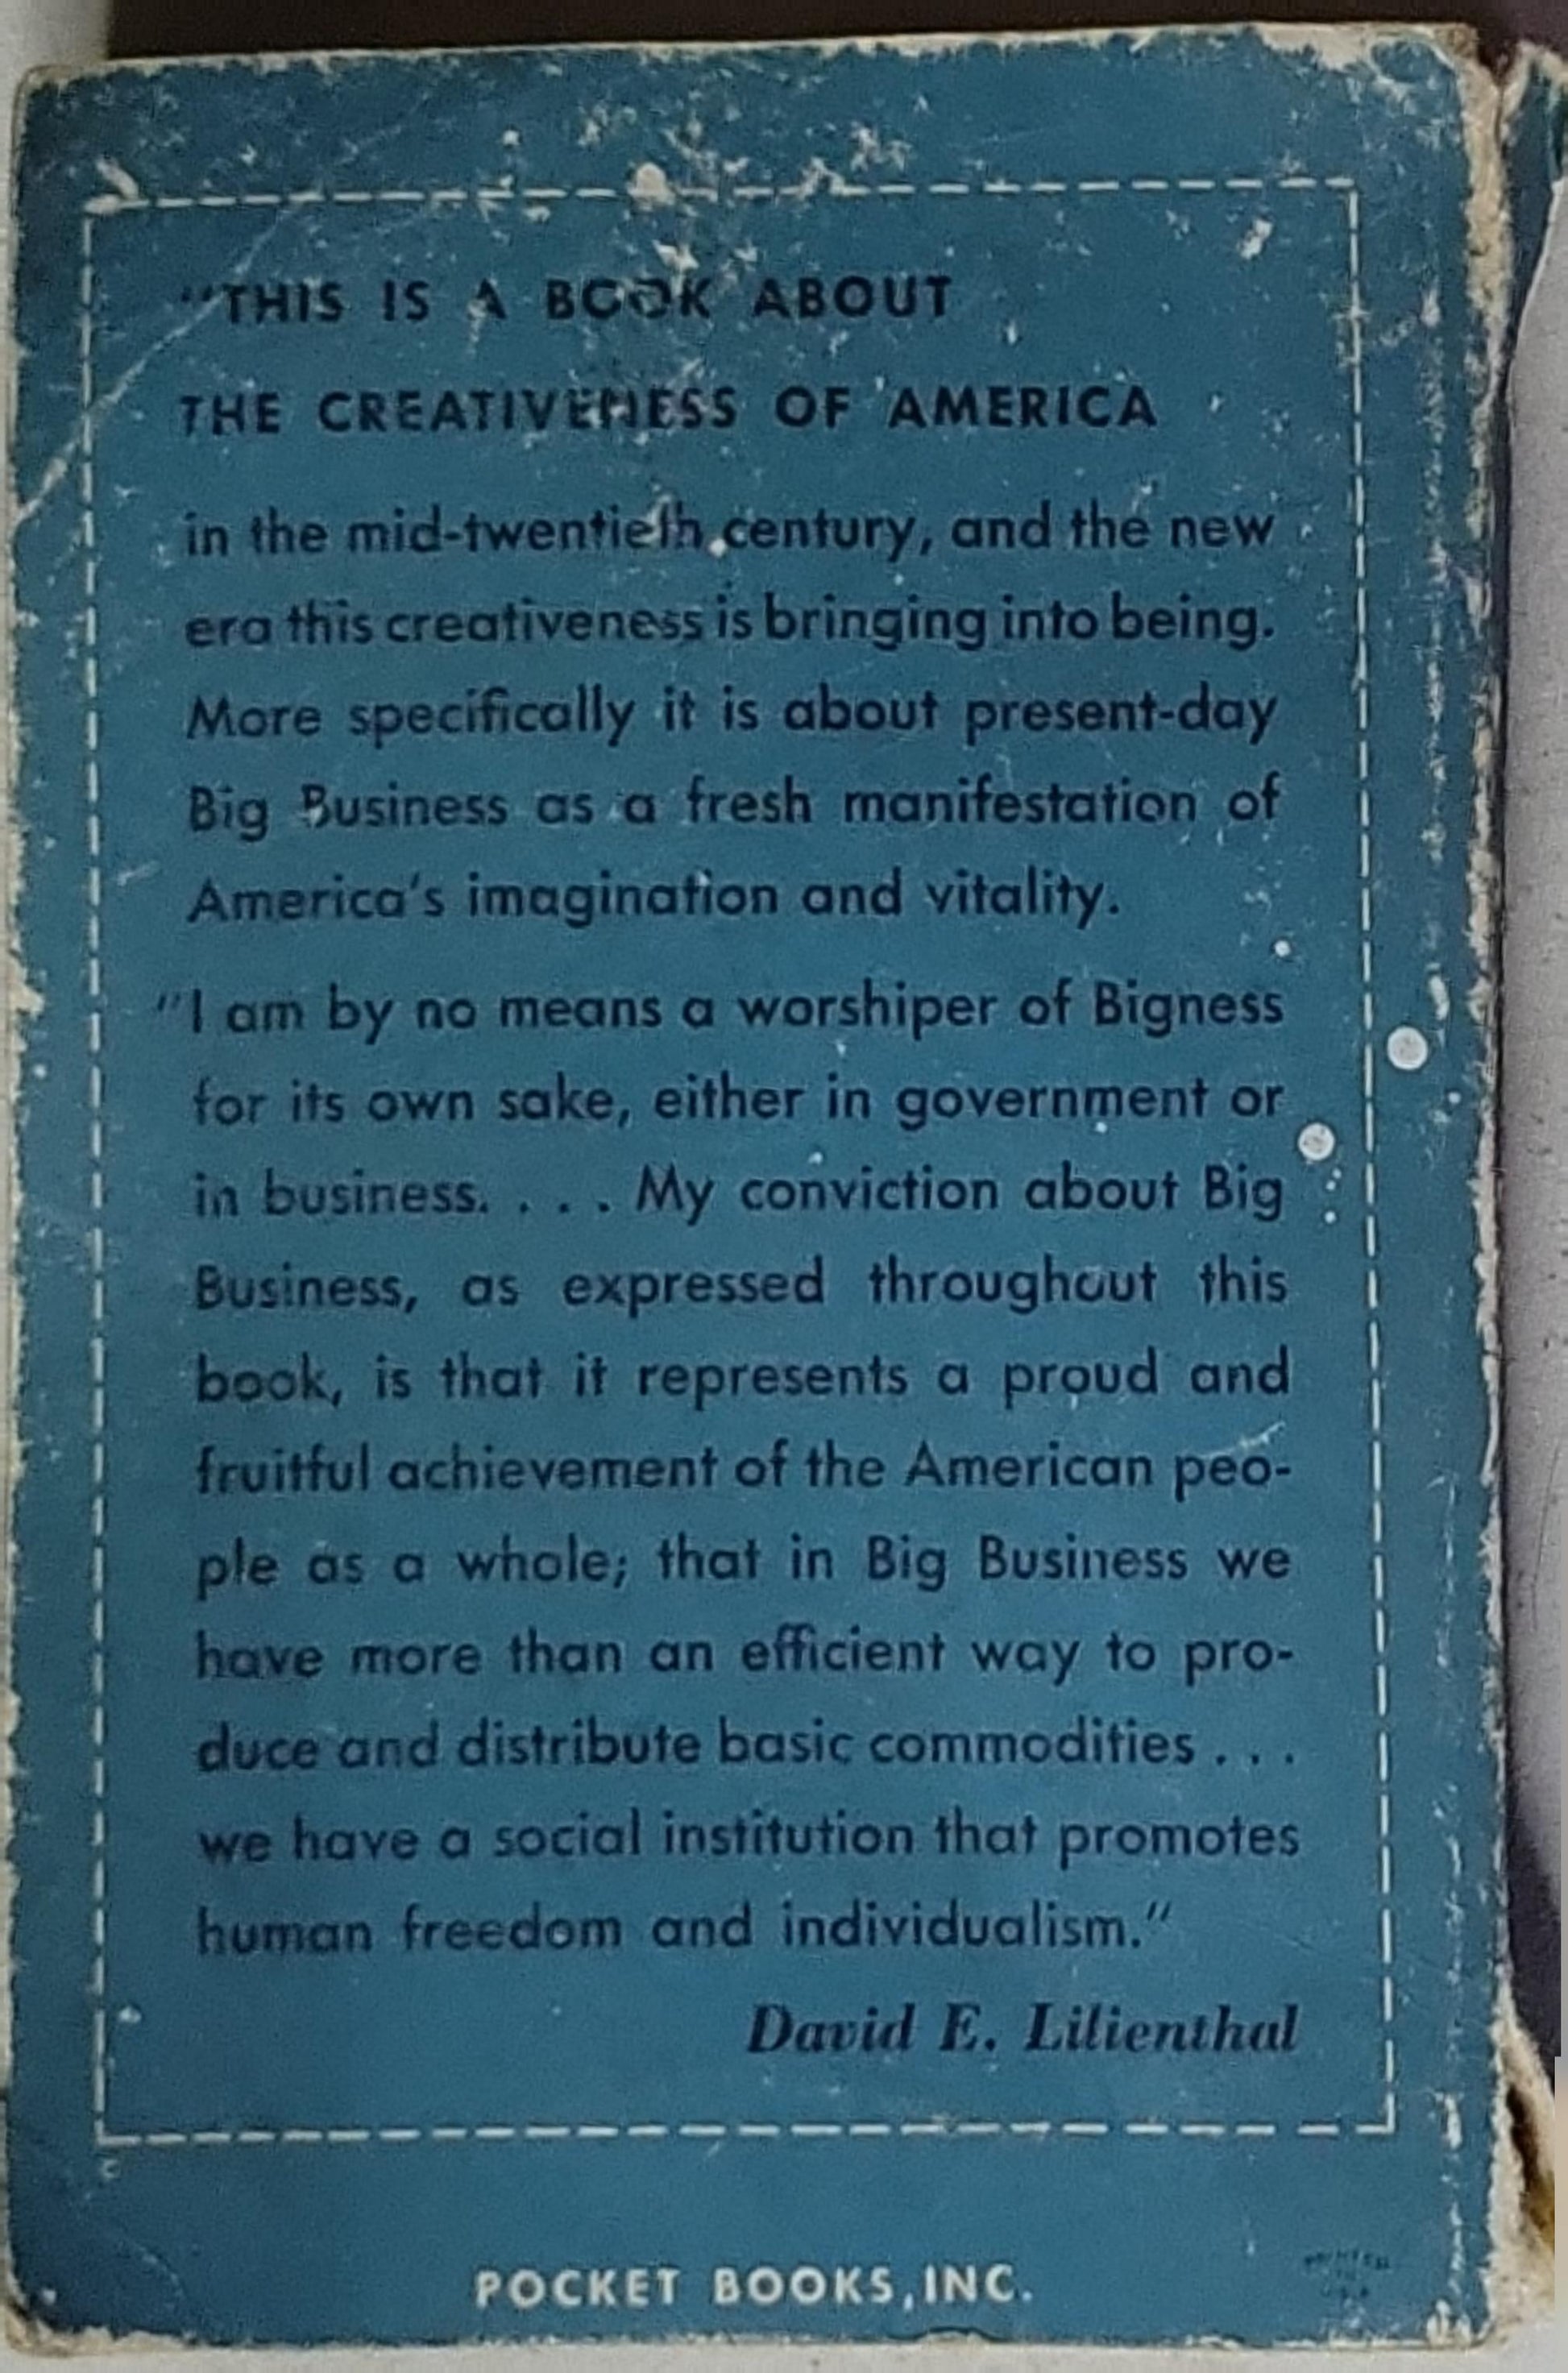 "THIS IS A BOOK ABOUT
THE CREATIVENESS OF AMERICA
in the mid-twentieth century, and the new
era this creativeness is bringing into being.
More specifically it is about present-day
Big Business as a fresh manifestation of
America's imagination and vitality.
"I am by no means a worshiper of Bigness
for its own sake, either in government or
in business. . . . My conviction about Big
Business, as expressed throughout this
book, is that it represents a proud and
fruitful achievement of the American peo-
ple as a whole; that in Big Business we
have more than an efficient way to pro-
duce and distribute basic commodities . . .
we have a social institution that promotes
human freedom and individualism."
David E. Lilienthal
POCKET BOOKS, INC.
PRINTED
IN
U.S.A